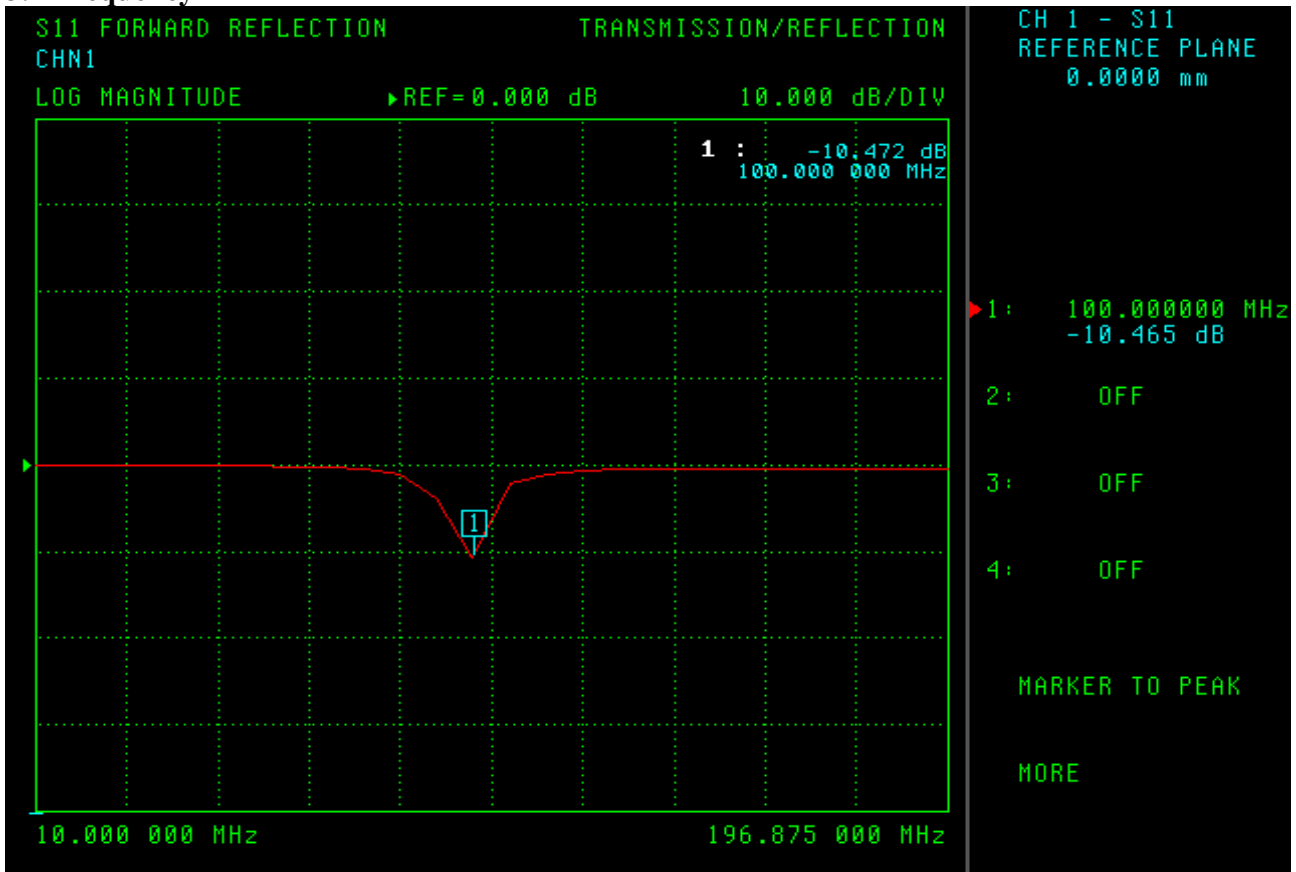 S11 FORWARD REFLECTION TRANSMISSION/REFLECTION
CHN1
LOG MAGNITUDE ▶REF=0.000 dB 10.000 dB/DIV
1 : -10.472 dB
100.000 000 MHz
1
10.000 000 MHz 196.875 000 MHz
CH 1 - S11
REFERENCE PLANE
0.0000 mm
1: 100.000000 MHz
-10.465 dB
2: OFF
3: OFF
4: OFF
MARKER TO PEAK
MORE